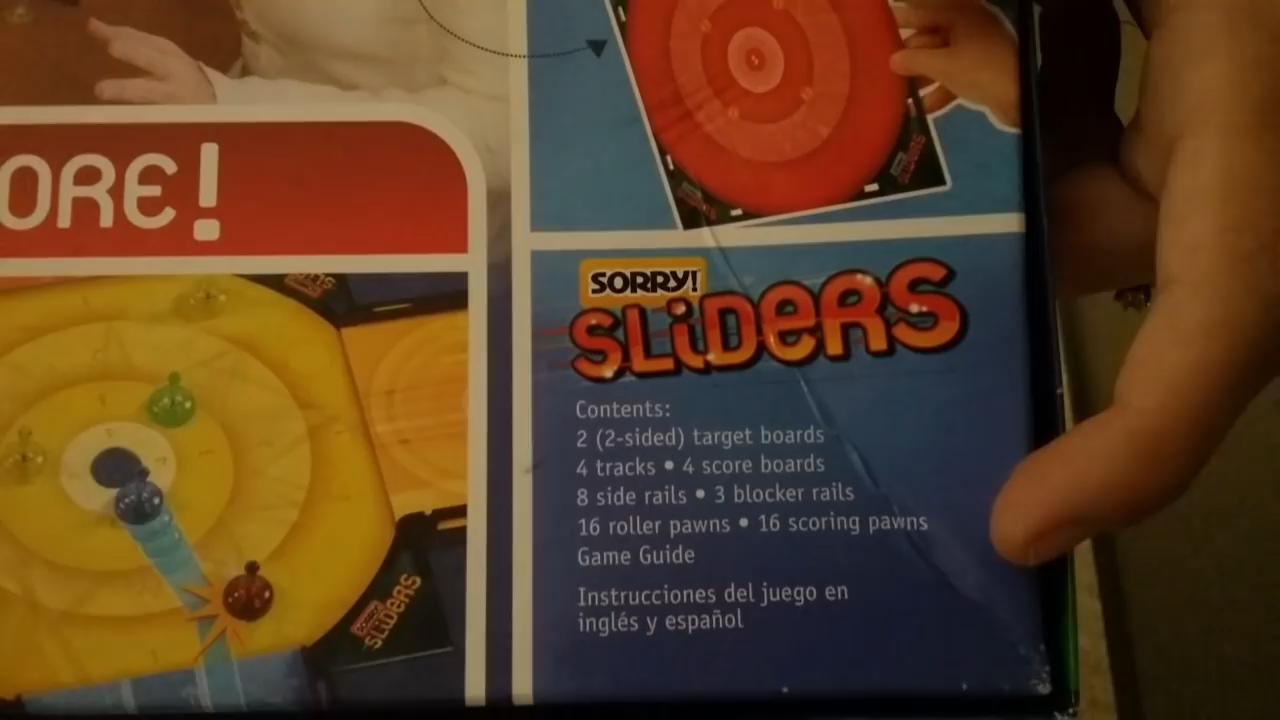 ORE!
SORRY!
SLiDERS
Contents:
2 (2-sided) target boards
4 tracks • 4 score boards
8 side rails • 3 blocker rails
16 roller pawns • 16 scoring pawns
Game Guide
Instrucciones del juego en
inglés y español
SLiDERS